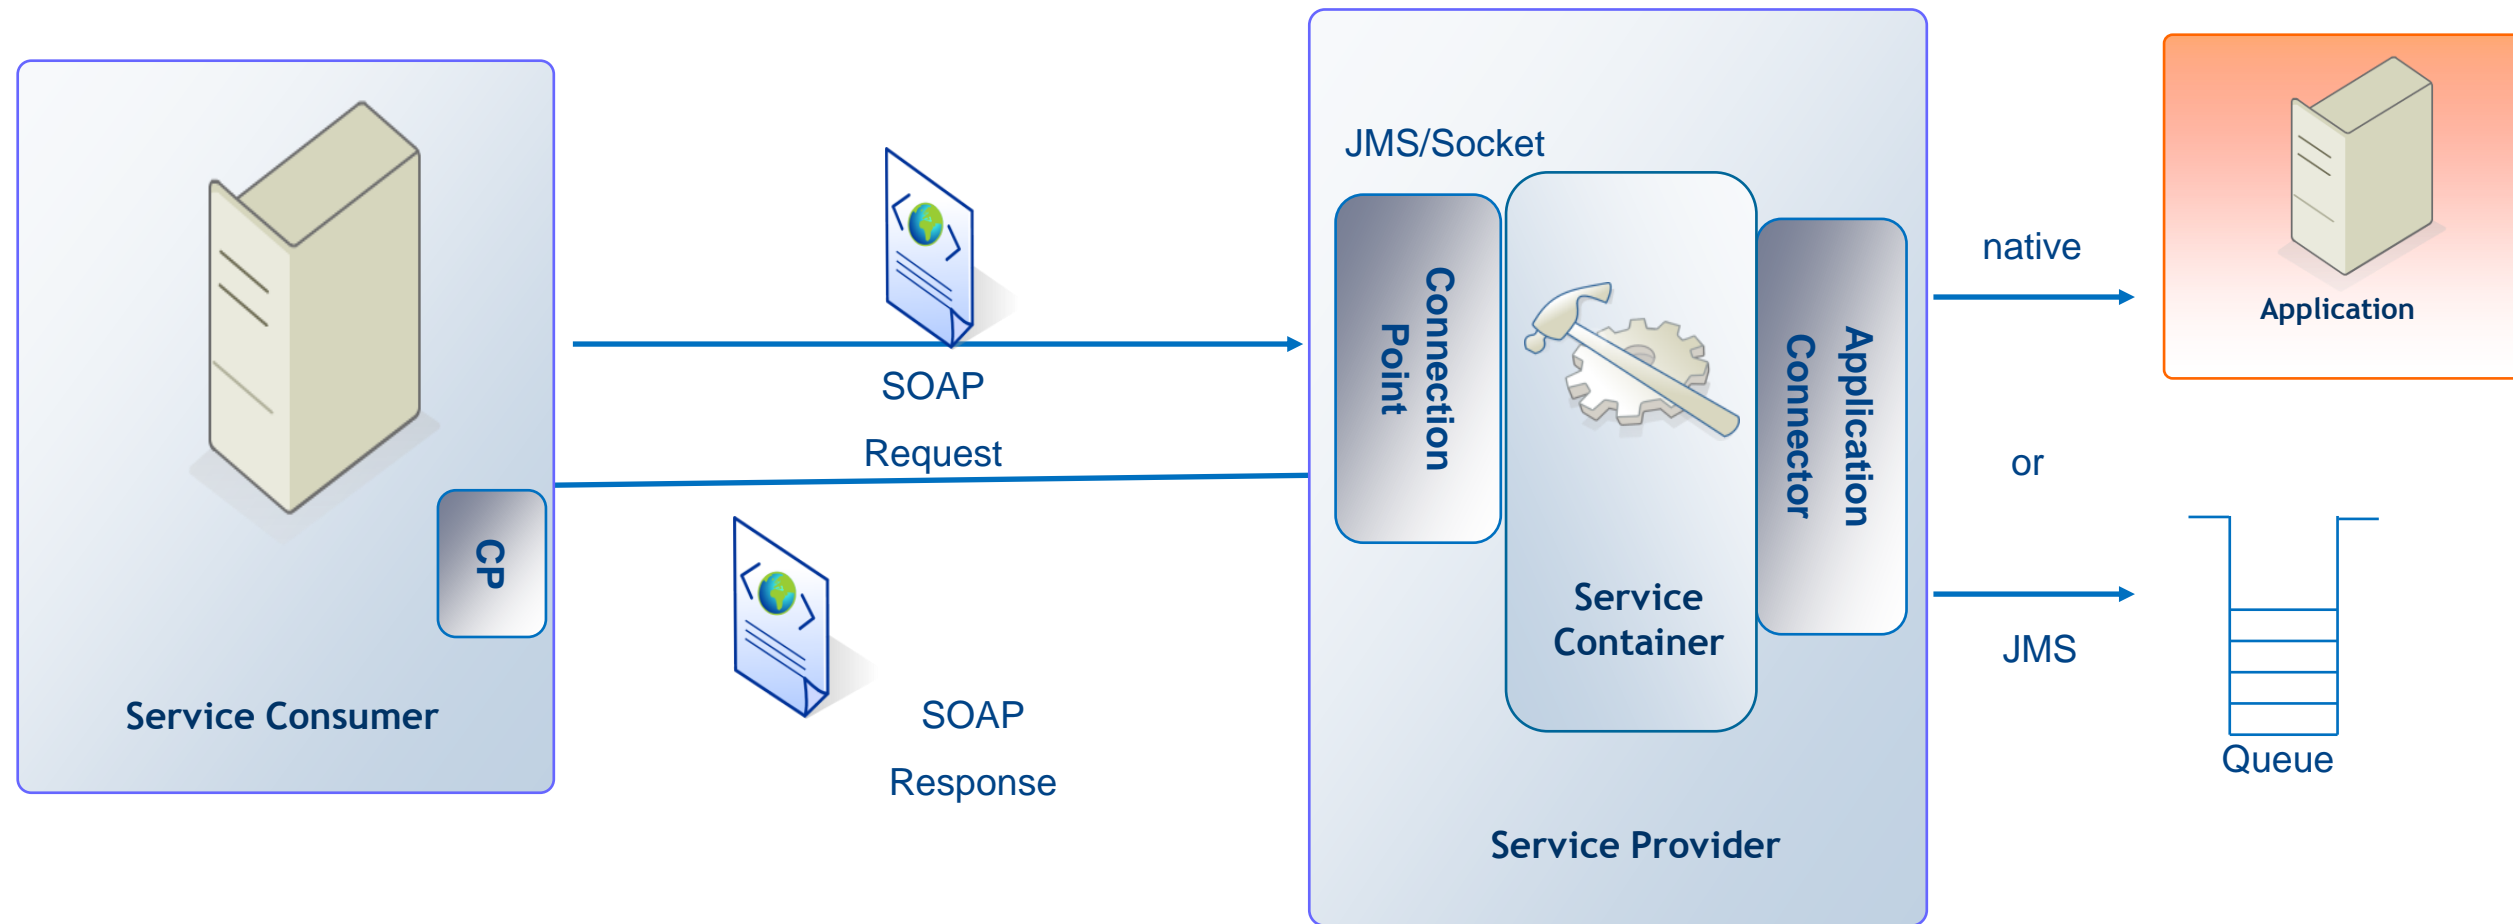 CP
Service Consumer
SOAP
Request
SOAP
Response
JMS/Socket
Connection
Point
Service
Container
Application
Connector
Service Provider
native
or
JMS
Application
Queue